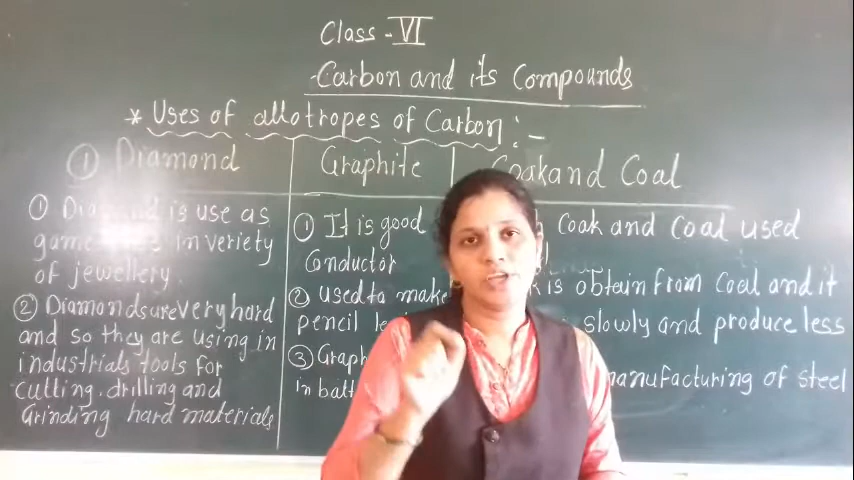 Class - VI
Carbon and its Compounds
* Uses of allotropes of Carbon :-
① Diamond
① Diamond is use as
in veriety
of jewellery.
② Diamonds are very hard
and so they are using in
industrials tools for
cutting, drilling and
Grinding hard materials
Graphite
① It is good
Conductor
② used to make
pencil
③ Graph
in batt
Coak and Coal
Coak and Coal used
is obtain from Coal and it
slowly and produce less
manufacturing of steel